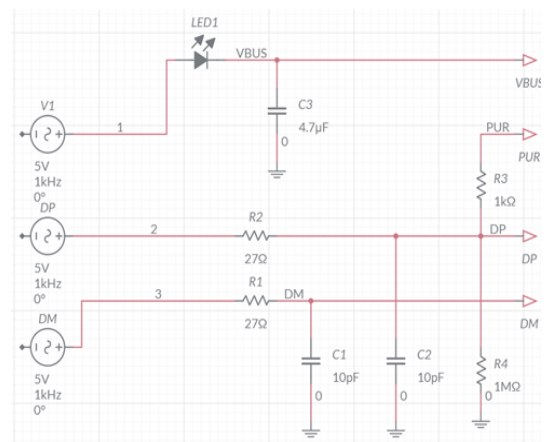 LED1
VBUS
VBUS
C3
4.7µF
0
V1
1
5V
1kHz
0°
PUR
PUR
R3
1kΩ
DP
2
R2
27Ω
DP
DP
5V
1kHz
0°
3
R1
27Ω
DM
DM
DM
5V
1kHz
0°
C1
10pF
0
C2
10pF
0
R4
1MΩ
0